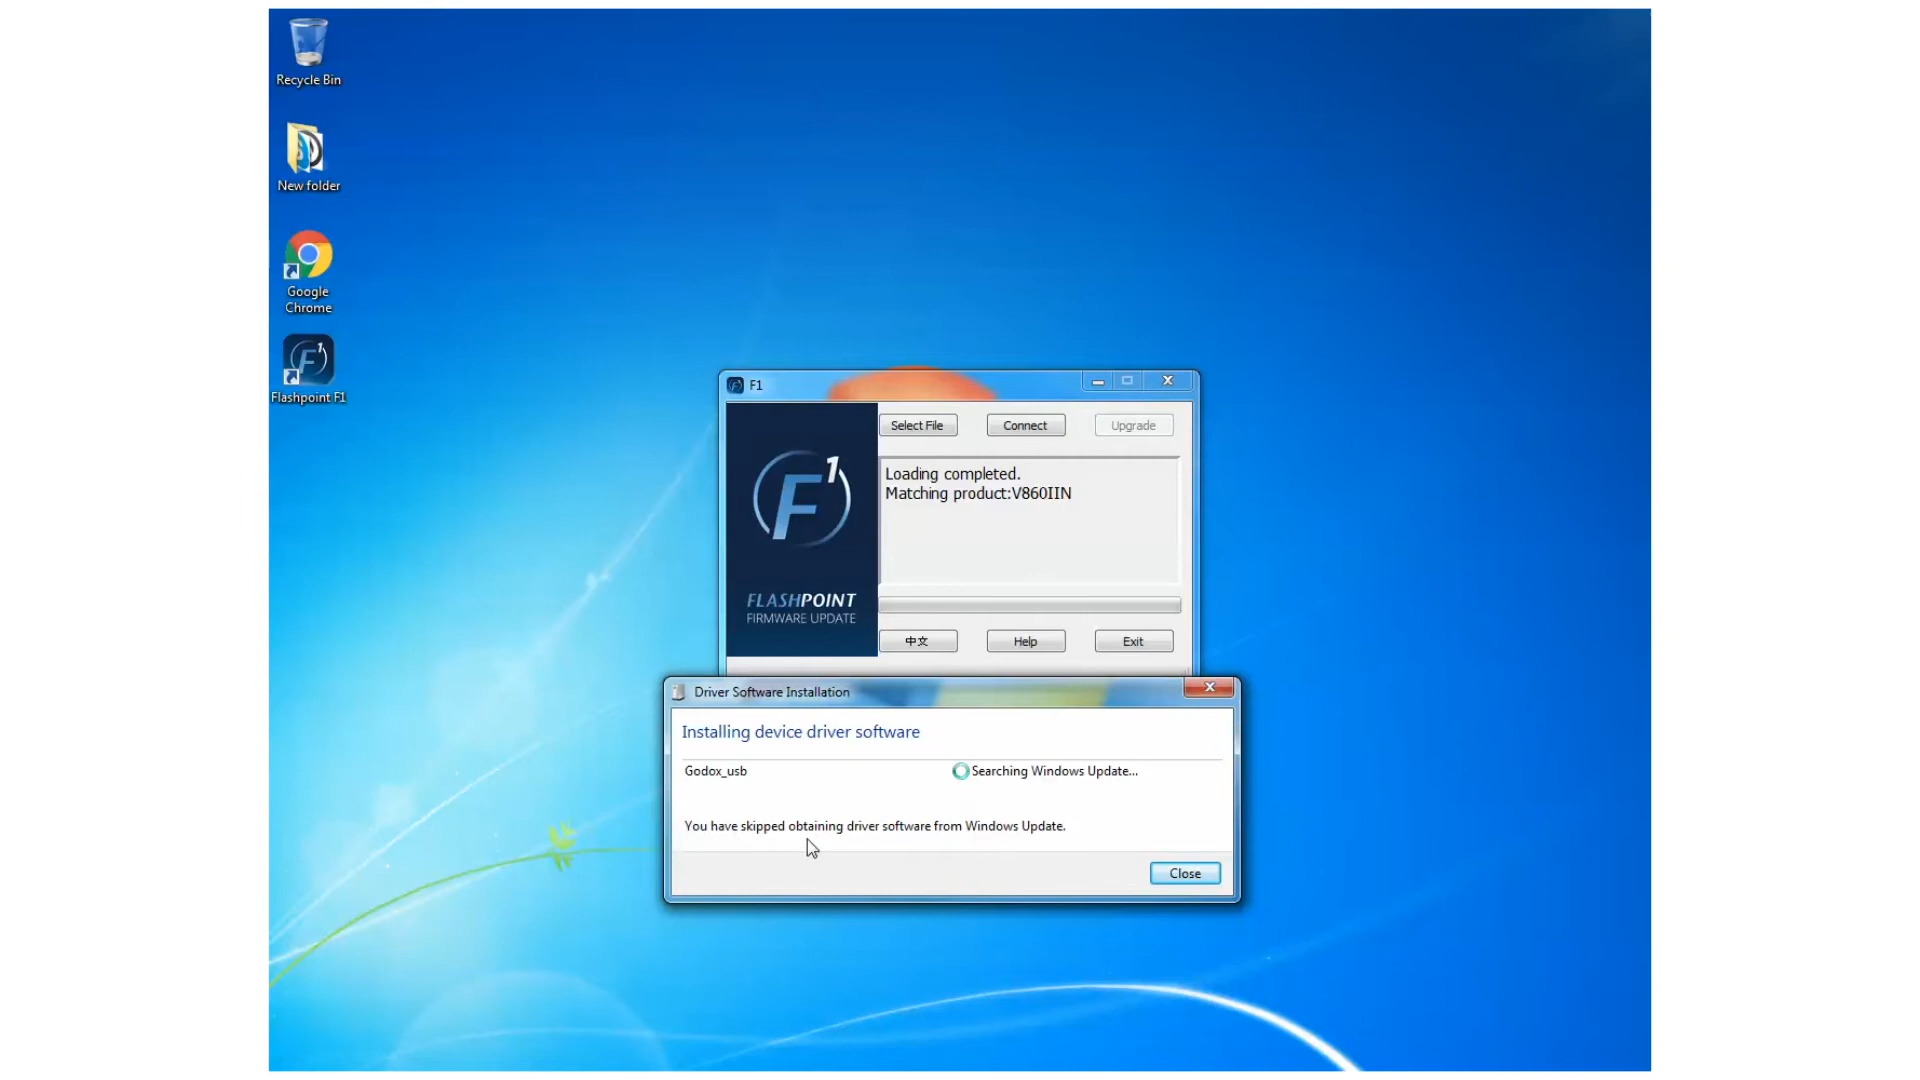 Recycle Bin
New folder
Google
Chrome
Flashpoint F1
F1
Select File
Connect
Upgrade
Loading completed.
Matching product:V860IIN
F1
FLASHPOINT
FIRMWARE UPDATE
中文
Help
Exit
Driver Software Installation
Installing device driver software
Godox_usb
Searching Windows Update...
You have skipped obtaining driver software from Windows Update.
Close